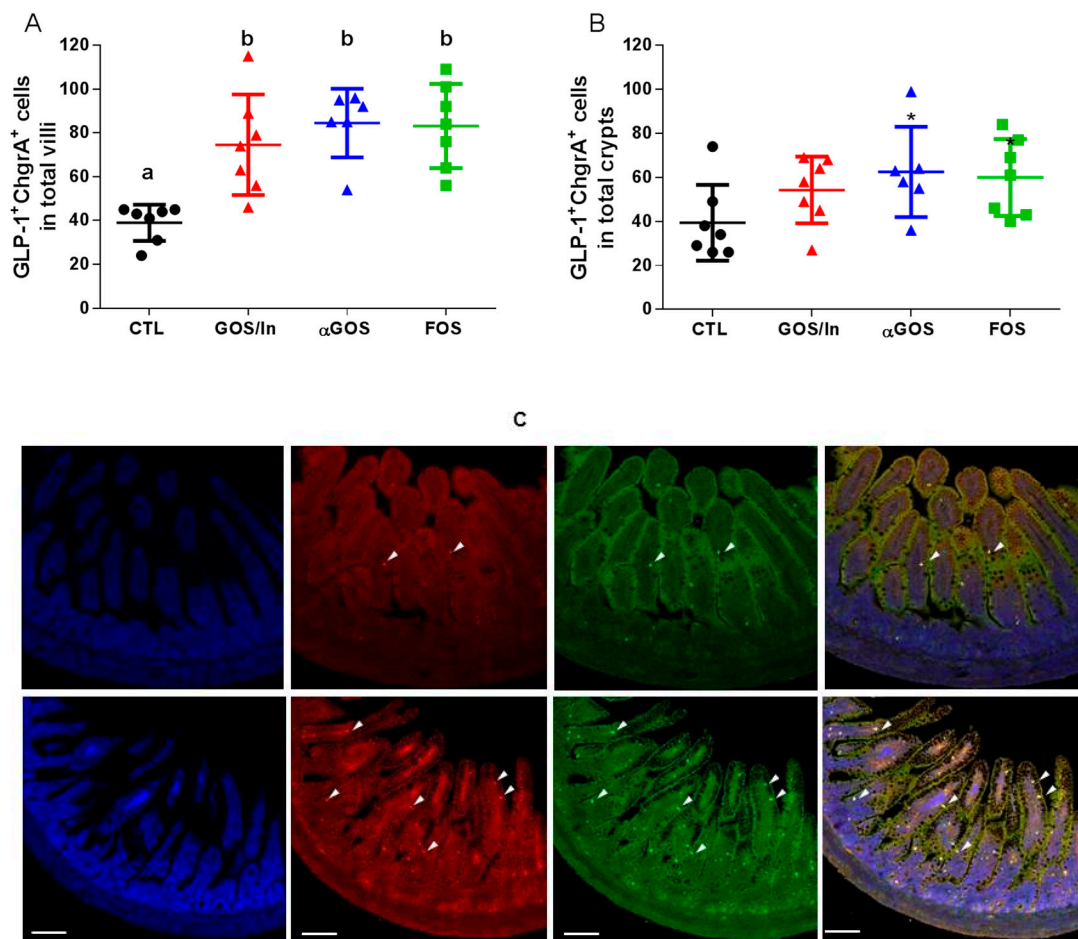 A
GLP-1⁺ChgrA⁺ cells
in total villi
120
100
80
60
40
20
0
a
b
b
b
CTL
GOS/In
αGOS
FOS
B
GLP-1⁺ChgrA⁺ cells
in total crypts
120
100
80
60
40
20
0
*
*
CTL
GOS/In
αGOS
FOS
C